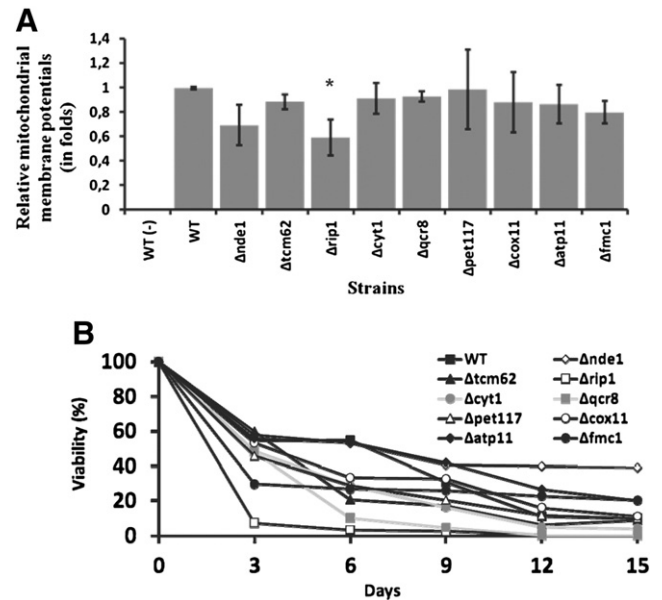 A
Relative mitochondrial
membrane potentials
(in folds)
1,4
1,2
1
0,8
0,6
0,4
0,2
0
*
WT (-)
WT
Δnde1
Δtcm62
Δrip1
Δcyt1
Δqcr8
Δpet117
Δcox11
Δatp11
Δfmc1
Strains
B
Viability (%)
100
80
60
40
20
0
WT
Δnde1
Δtcm62
Δrip1
Δcyt1
Δqcr8
Δpet117
Δcox11
Δatp11
Δfmc1
0 3 6 9 12 15
Days